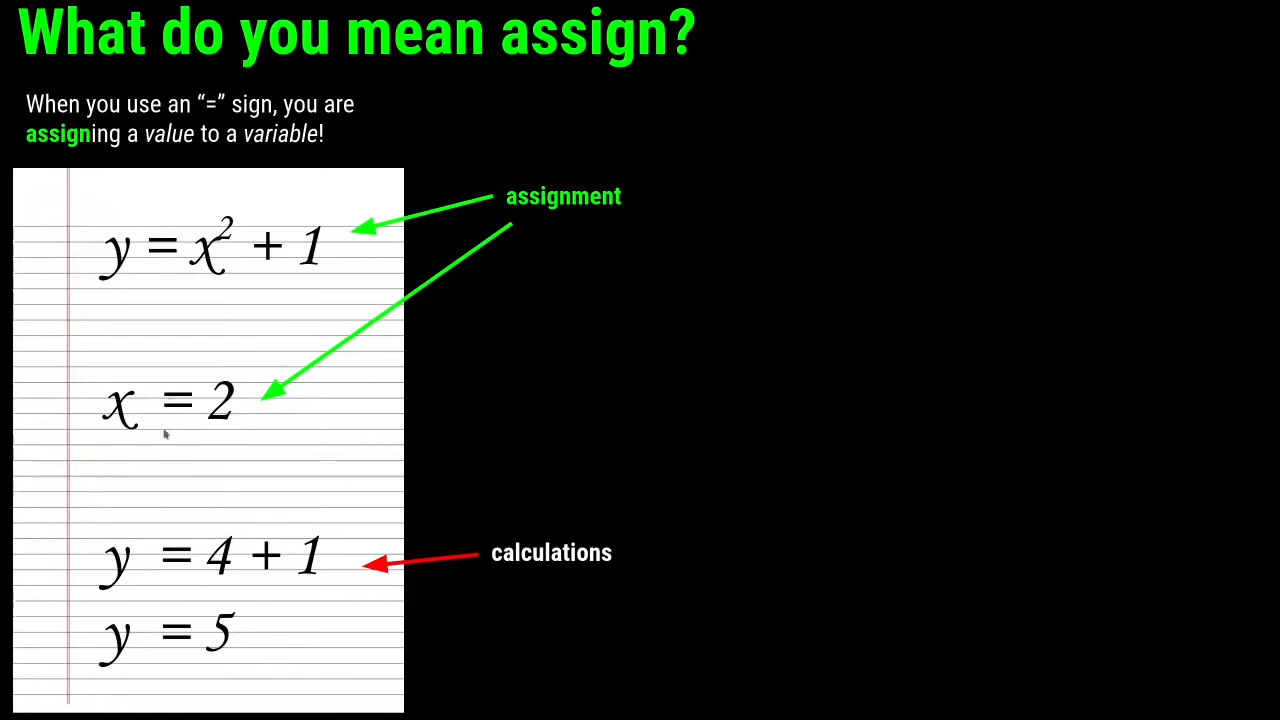 What do you mean assign?
When you use an “=” sign, you are
assigning a value to a variable!
assignment
y = x² + 1
x = 2
y = 4 + 1
calculations
y = 5